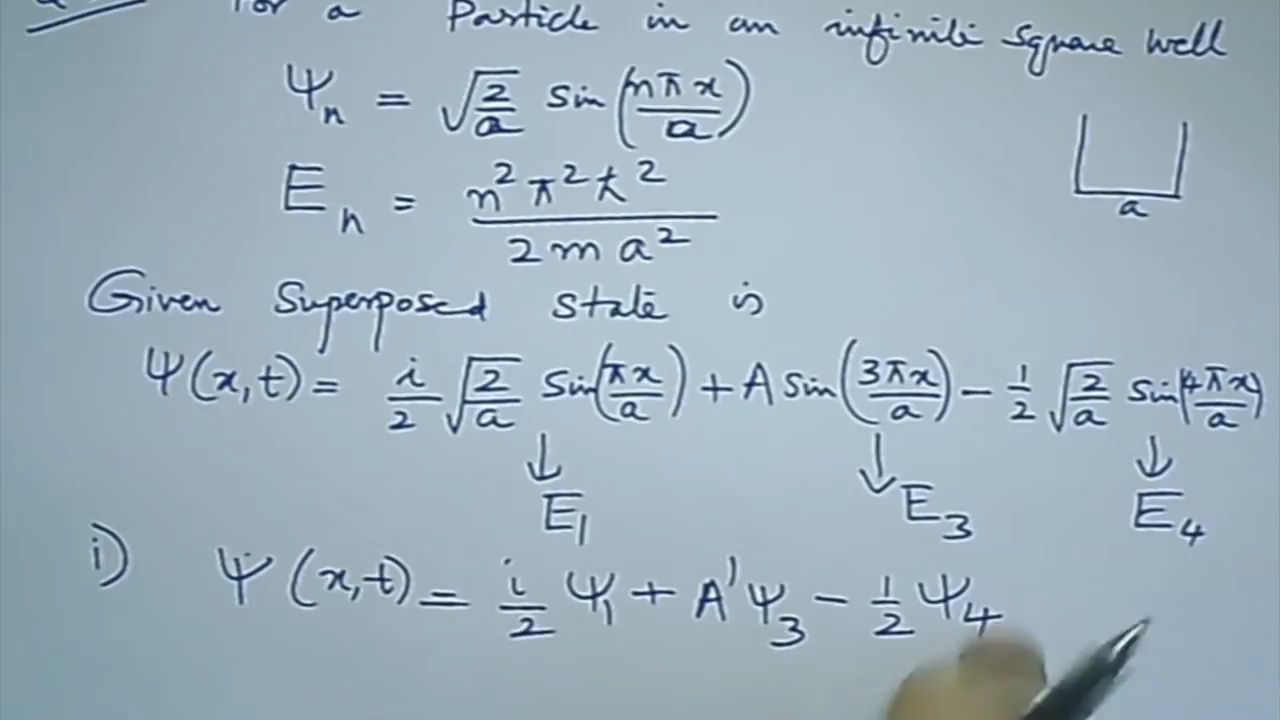 For a Particle in an infinite Square well
Ψn = √(2/a) Sin(nπx/a)
En = n²π²ħ²/2ma²
a
Given Superposed state is
Ψ(x,t) = i/2 √(2/a) Sin(πx/a) + A Sin(3πx/a) − 1/2 √(2/a) Sin(4πx/a)
↓ ↓ ↓
E₁ E₃ E₄
i) Ψ(x,t) = i/2 Ψ₁ + A'Ψ₃ − 1/2 Ψ₄